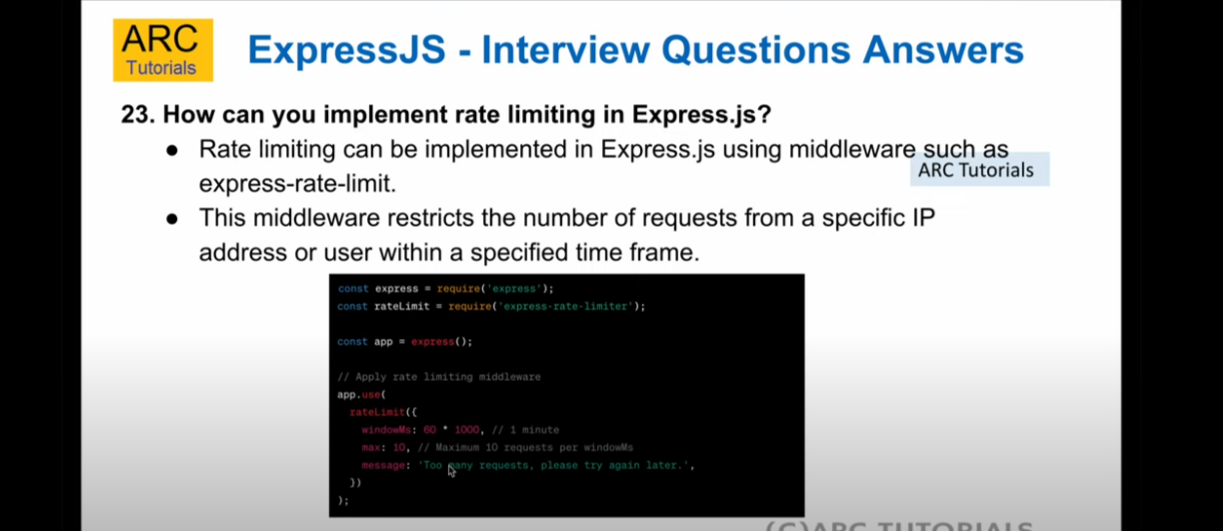 ARC
Tutorials
ExpressJS - Interview Questions Answers
23. How can you implement rate limiting in Express.js?
● Rate limiting can be implemented in Express.js using middleware such as
express-rate-limit.
ARC Tutorials
● This middleware restricts the number of requests from a specific IP
address or user within a specified time frame.
const express = require('express');
const rateLimit = require('express-rate-limiter');
const app = express();
// Apply rate limiting middleware
app.use(
rateLimit({
windowMs: 60 * 1000, // 1 minute
max: 10, // Maximum 10 requests per windowMs
message: 'Too many requests, please try again later.',
})
);
(C)ARC TUTORIALS